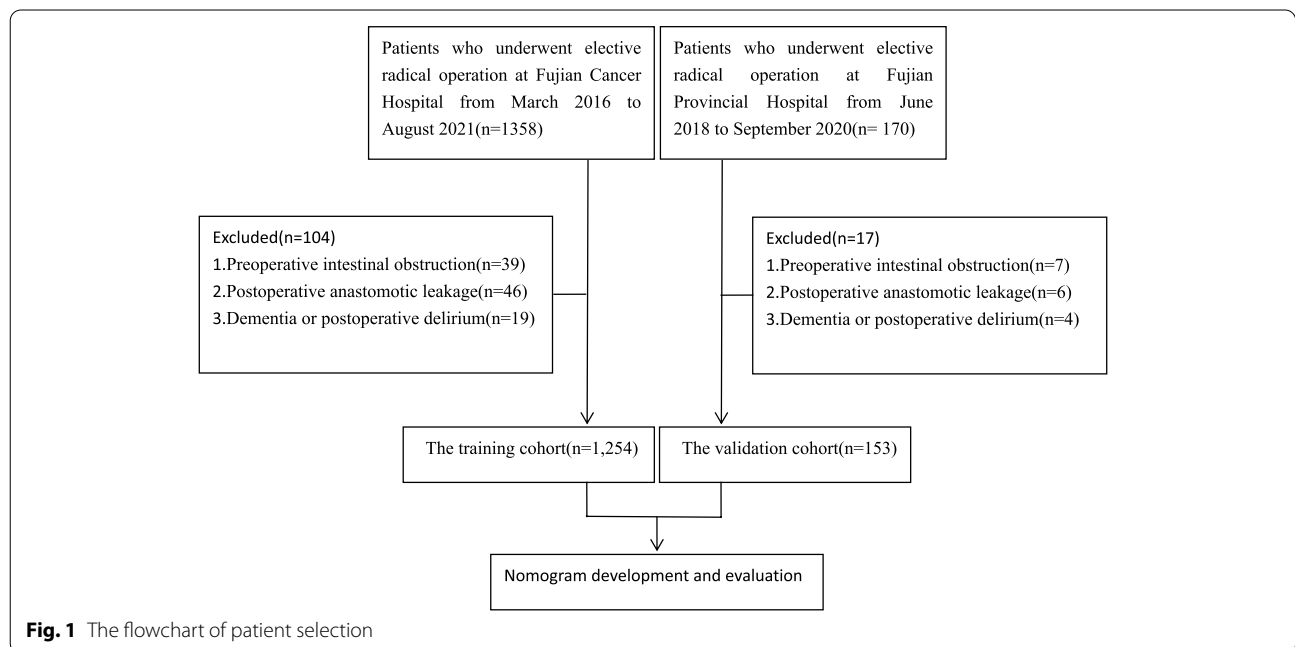 Patients who underwent elective
radical operation at Fujian Cancer
Hospital from March 2016 to
August 2021(n=1358)
Patients who underwent elective
radical operation at Fujian
Provincial Hospital from June
2018 to September 2020(n= 170)
Excluded(n=104)
1.Preoperative intestinal obstruction(n=39)
2.Postoperative anastomotic leakage(n=46)
3.Dementia or postoperative delirium(n=19)
Excluded(n=17)
1.Preoperative intestinal obstruction(n=7)
2.Postoperative anastomotic leakage(n=6)
3.Dementia or postoperative delirium(n=4)
The training cohort(n=1,254)
The validation cohort(n=153)
Nomogram development and evaluation
Fig. 1 The flowchart of patient selection